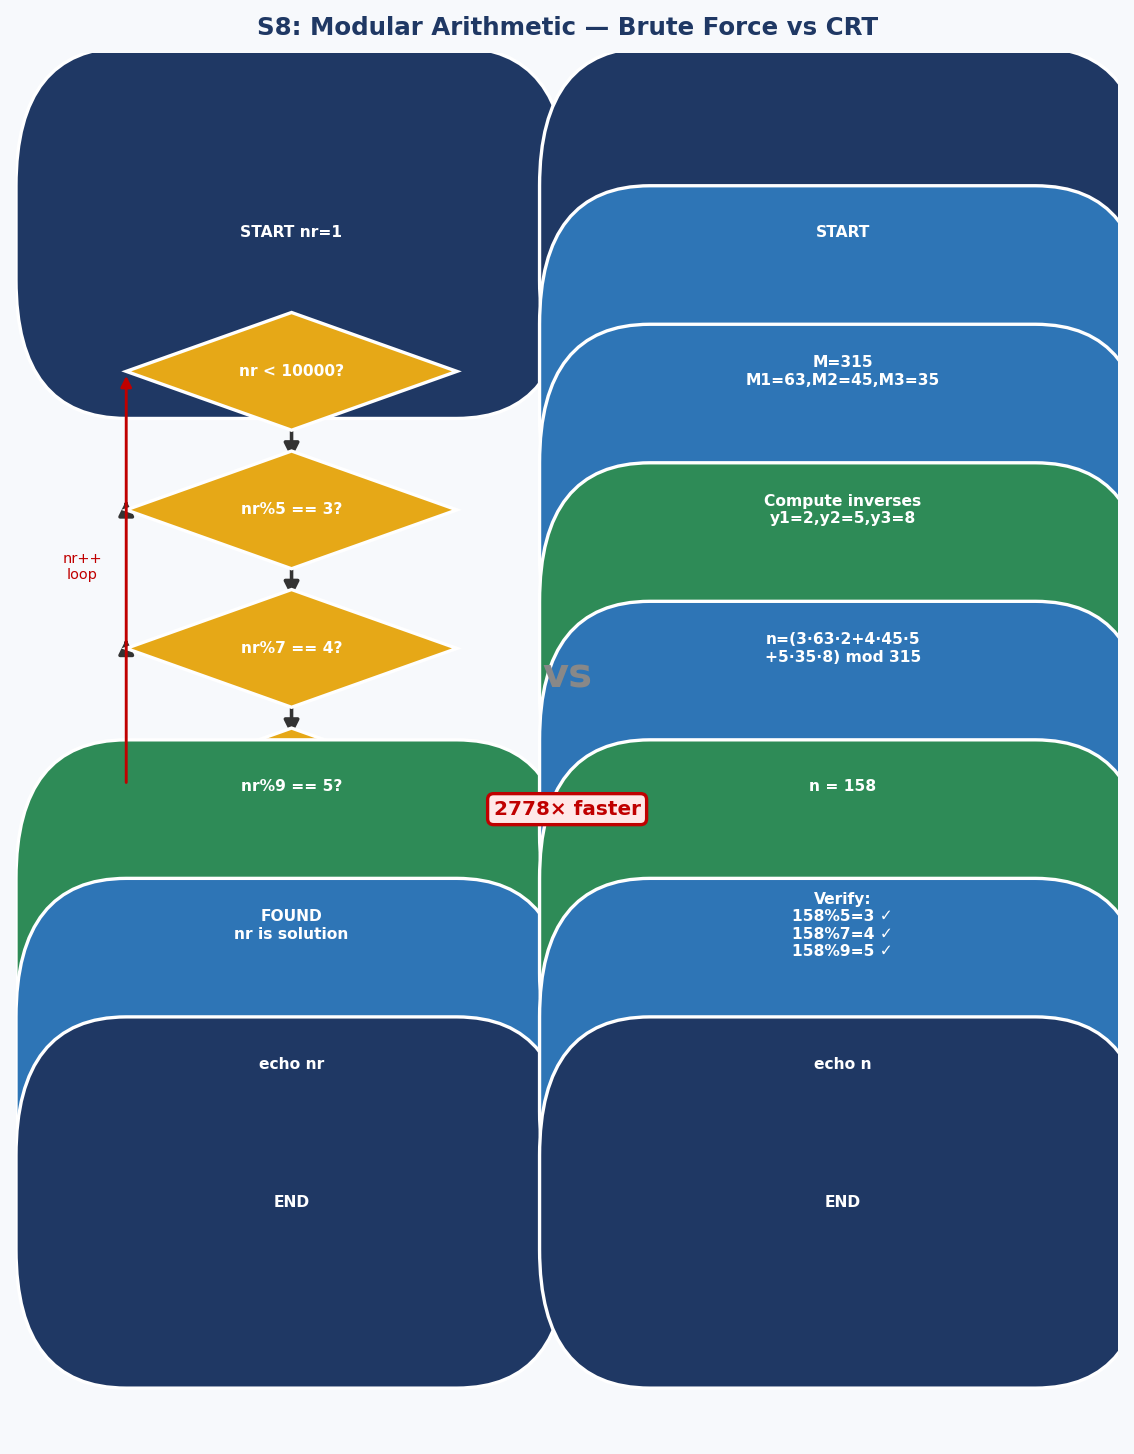 S8: Modular Arithmetic — Brute Force vs CRT
START nr=1
nr < 10000?
nr%5 == 3?
nr++
loop
nr%7 == 4?
nr%9 == 5?
FOUND
nr is solution
echo nr
END
vs
2778× faster
START
M=315
M1=63,M2=45,M3=35
Compute inverses
y1=2,y2=5,y3=8
n=(3·63·2+4·45·5
+5·35·8) mod 315
n = 158
Verify:
158%5=3 ✓
158%7=4 ✓
158%9=5 ✓
echo n
END